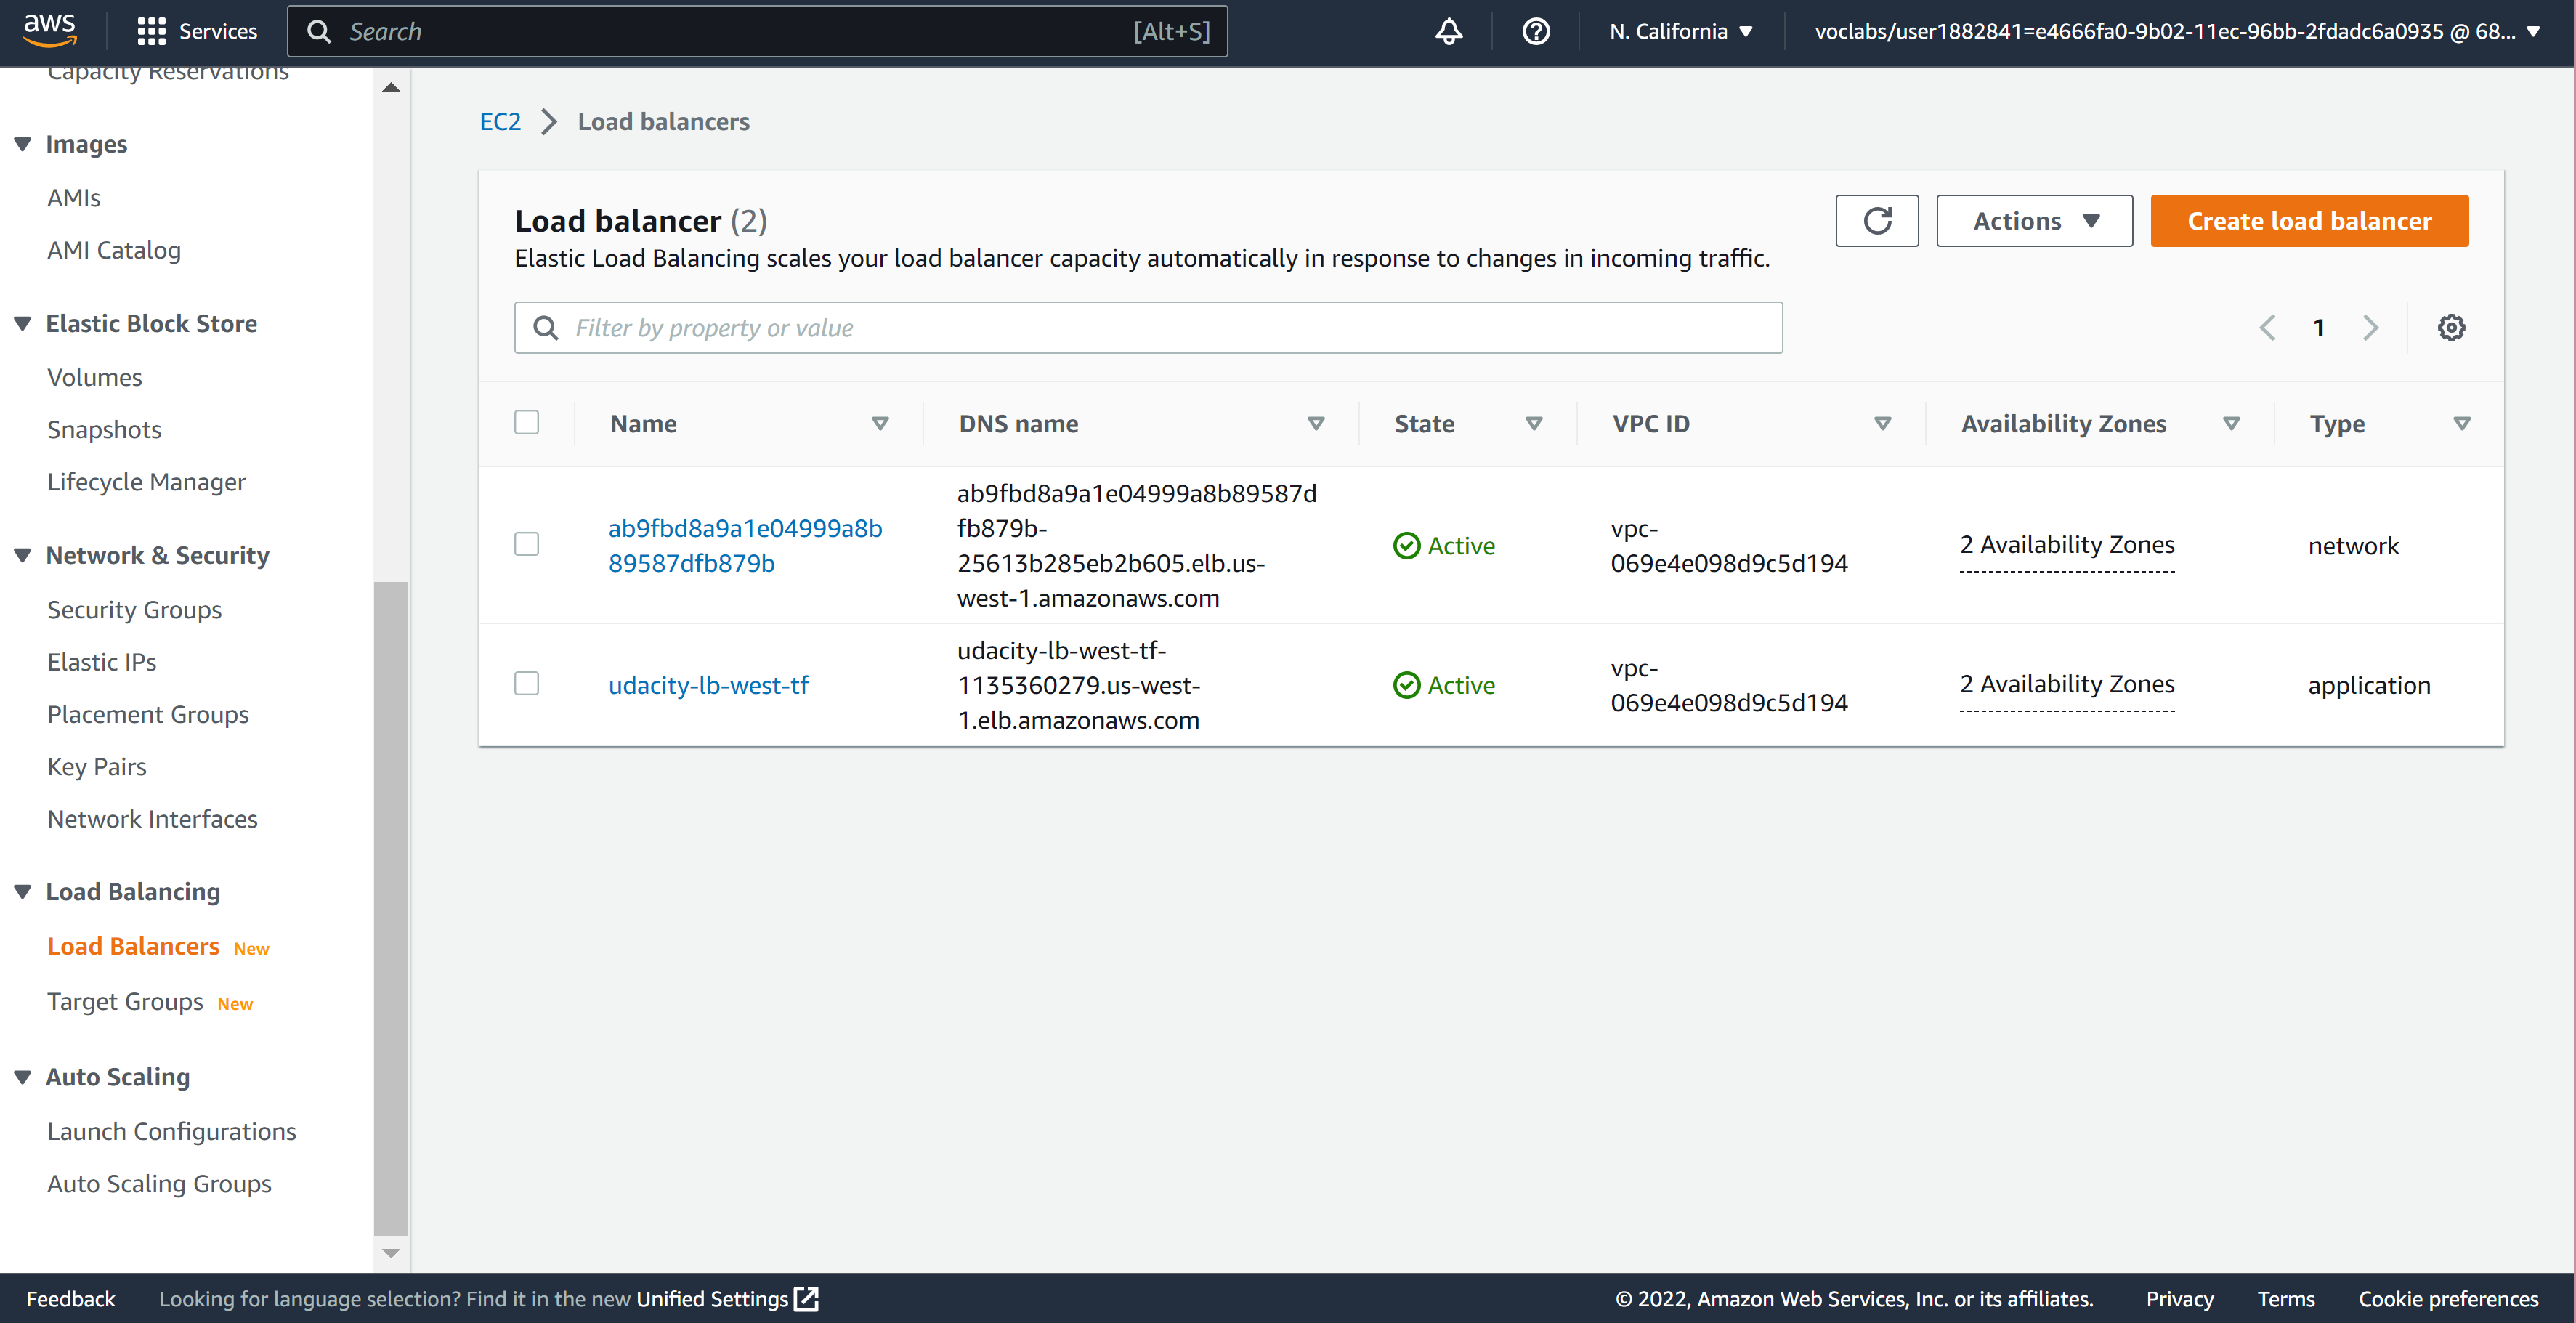 aws
Services
Search
[Alt+S]
N. California
voclabs/user1882841=e4666fa0-9b02-11ec-96bb-2fdadc6a0935 @ 68...
Capacity Reservations
Images
AMIs
AMI Catalog
Elastic Block Store
Volumes
Snapshots
Lifecycle Manager
Network & Security
Security Groups
Elastic IPs
Placement Groups
Key Pairs
Network Interfaces
Load Balancing
Load Balancers New
Target Groups New
Auto Scaling
Launch Configurations
Auto Scaling Groups
EC2
Load balancers
Load balancer (2)
Elastic Load Balancing scales your load balancer capacity automatically in response to changes in incoming traffic.
Actions
Create load balancer
Filter by property or value
1
Name
DNS name
State
VPC ID
Availability Zones
Type
ab9fbd8a9a1e04999a8b
89587dfb879b
ab9fbd8a9a1e04999a8b89587d
fb879b-
25613b285eb2b605.elb.us-
west-1.amazonaws.com
Active
vpc-
069e4e098d9c5d194
2 Availability Zones
network
udacity-lb-west-tf
udacity-lb-west-tf-
1135360279.us-west-
1.elb.amazonaws.com
Active
vpc-
069e4e098d9c5d194
2 Availability Zones
application
Feedback
Looking for language selection? Find it in the new Unified Settings
© 2022, Amazon Web Services, Inc. or its affiliates.
Privacy
Terms
Cookie preferences